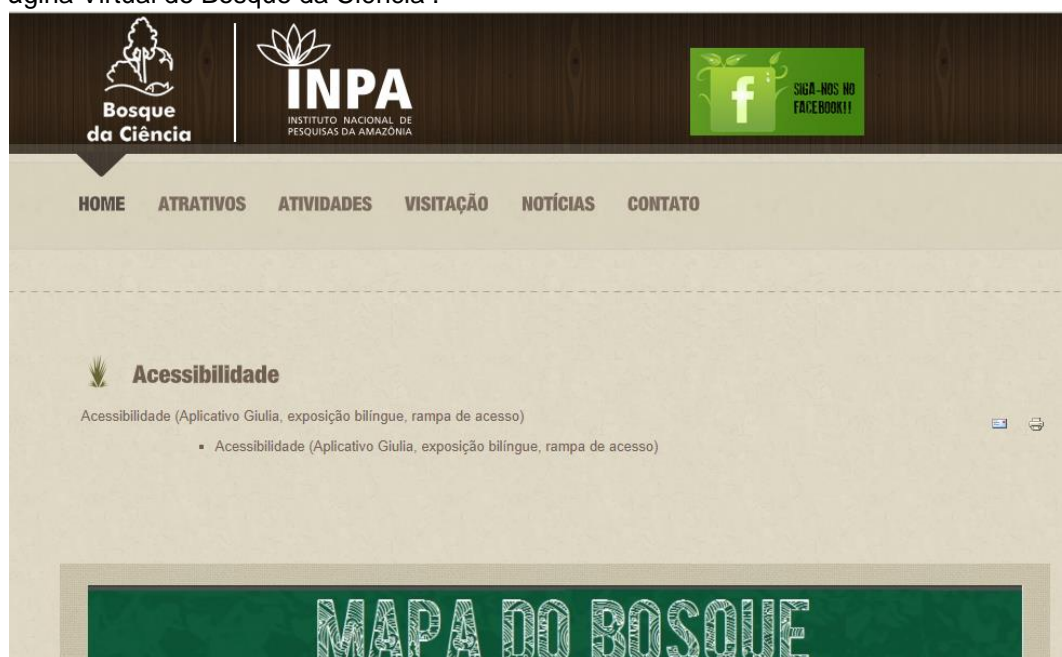 ágina Virtual do Bosque da Ciência .
Bosque
da Ciência
INPA
INSTITUTO NACIONAL DE
PESQUISAS DA AMAZÔNIA
SIGA-NOS NO
FACEBOOK!!
HOME ATRATIVOS ATIVIDADES VISITAÇÃO NOTÍCIAS CONTATO
Acessibilidade
Acessibilidade (Aplicativo Giulia, exposição bilíngue, rampa de acesso)
▪ Acessibilidade (Aplicativo Giulia, exposição bilíngue, rampa de acesso)
MAPA DO BOSQUE